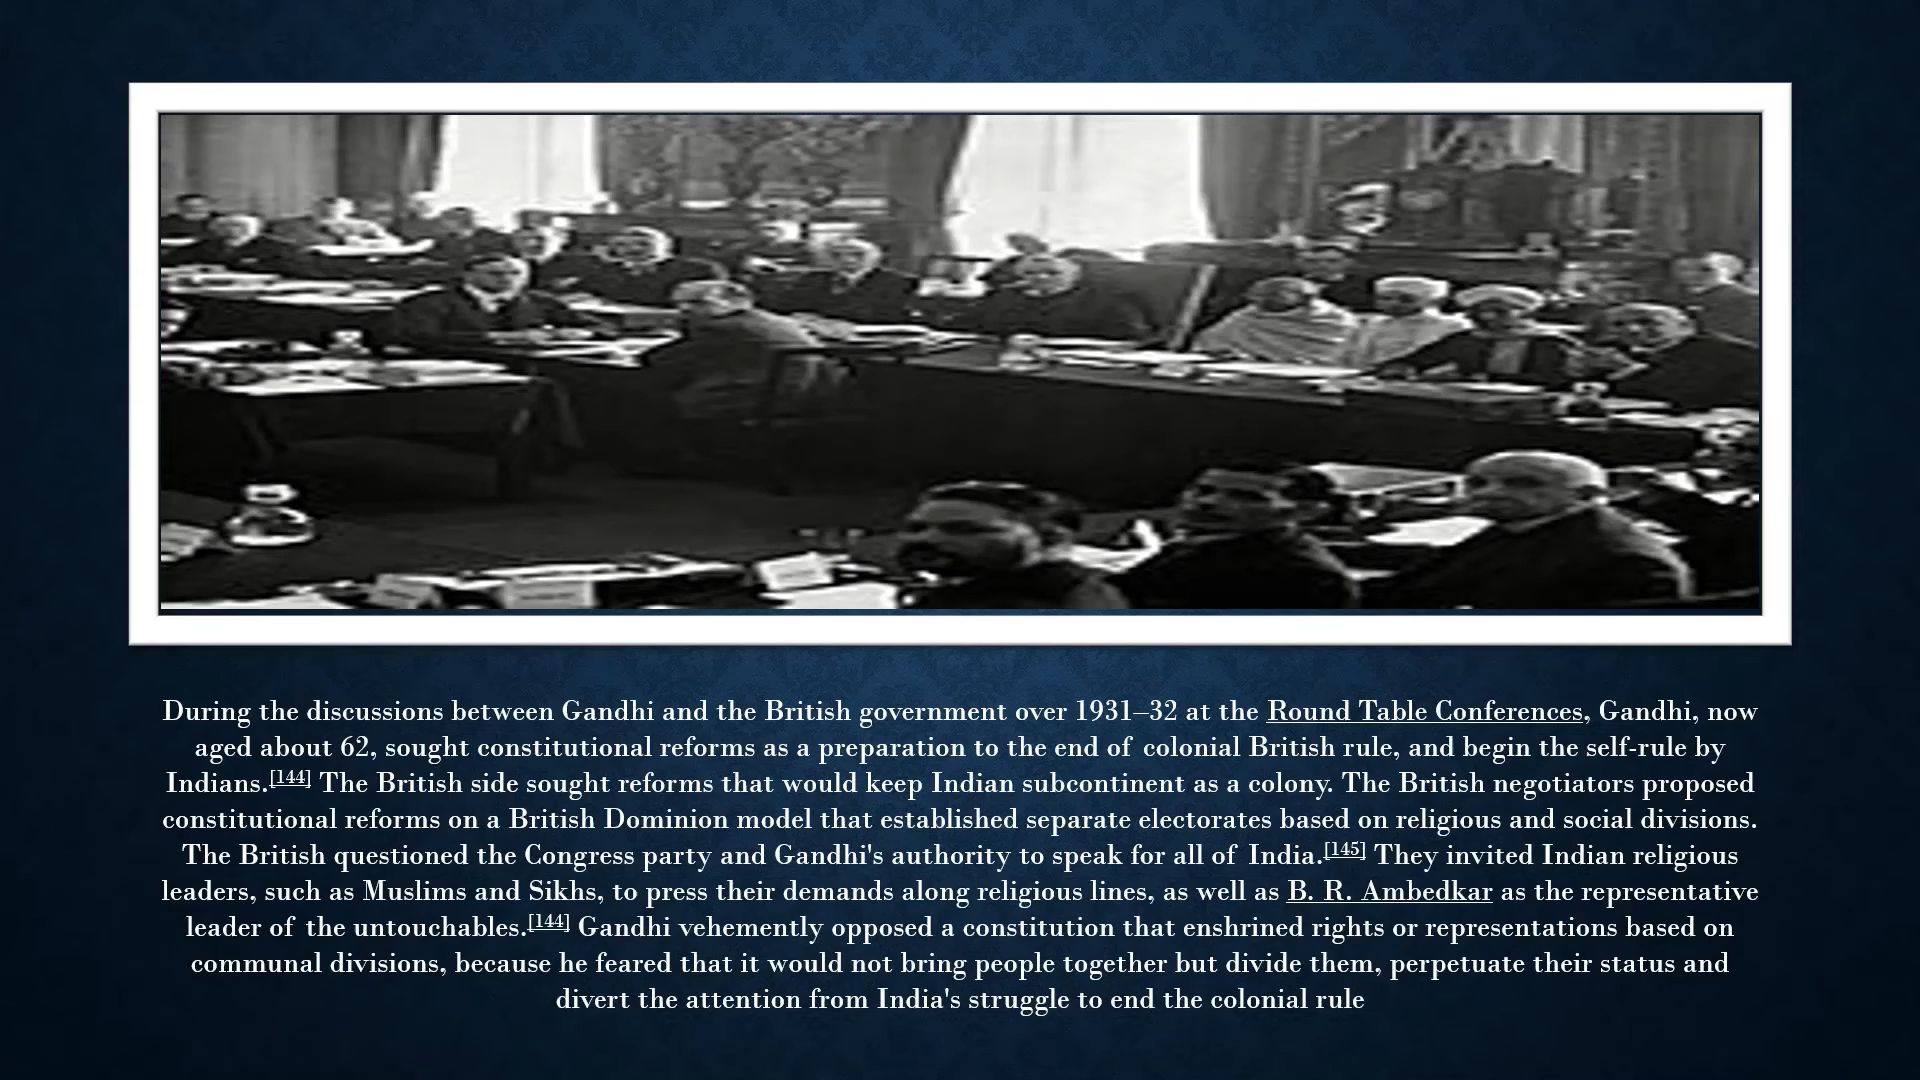 During the discussions between Gandhi and the British government over 1931–32 at the Round Table Conferences, Gandhi, now
aged about 62, sought constitutional reforms as a preparation to the end of colonial British rule, and begin the self-rule by
Indians.[144] The British side sought reforms that would keep Indian subcontinent as a colony. The British negotiators proposed
constitutional reforms on a British Dominion model that established separate electorates based on religious and social divisions.
The British questioned the Congress party and Gandhi's authority to speak for all of India.[145] They invited Indian religious
leaders, such as Muslims and Sikhs, to press their demands along religious lines, as well as B. R. Ambedkar as the representative
leader of the untouchables.[144] Gandhi vehemently opposed a constitution that enshrined rights or representations based on
communal divisions, because he feared that it would not bring people together but divide them, perpetuate their status and
divert the attention from India's struggle to end the colonial rule